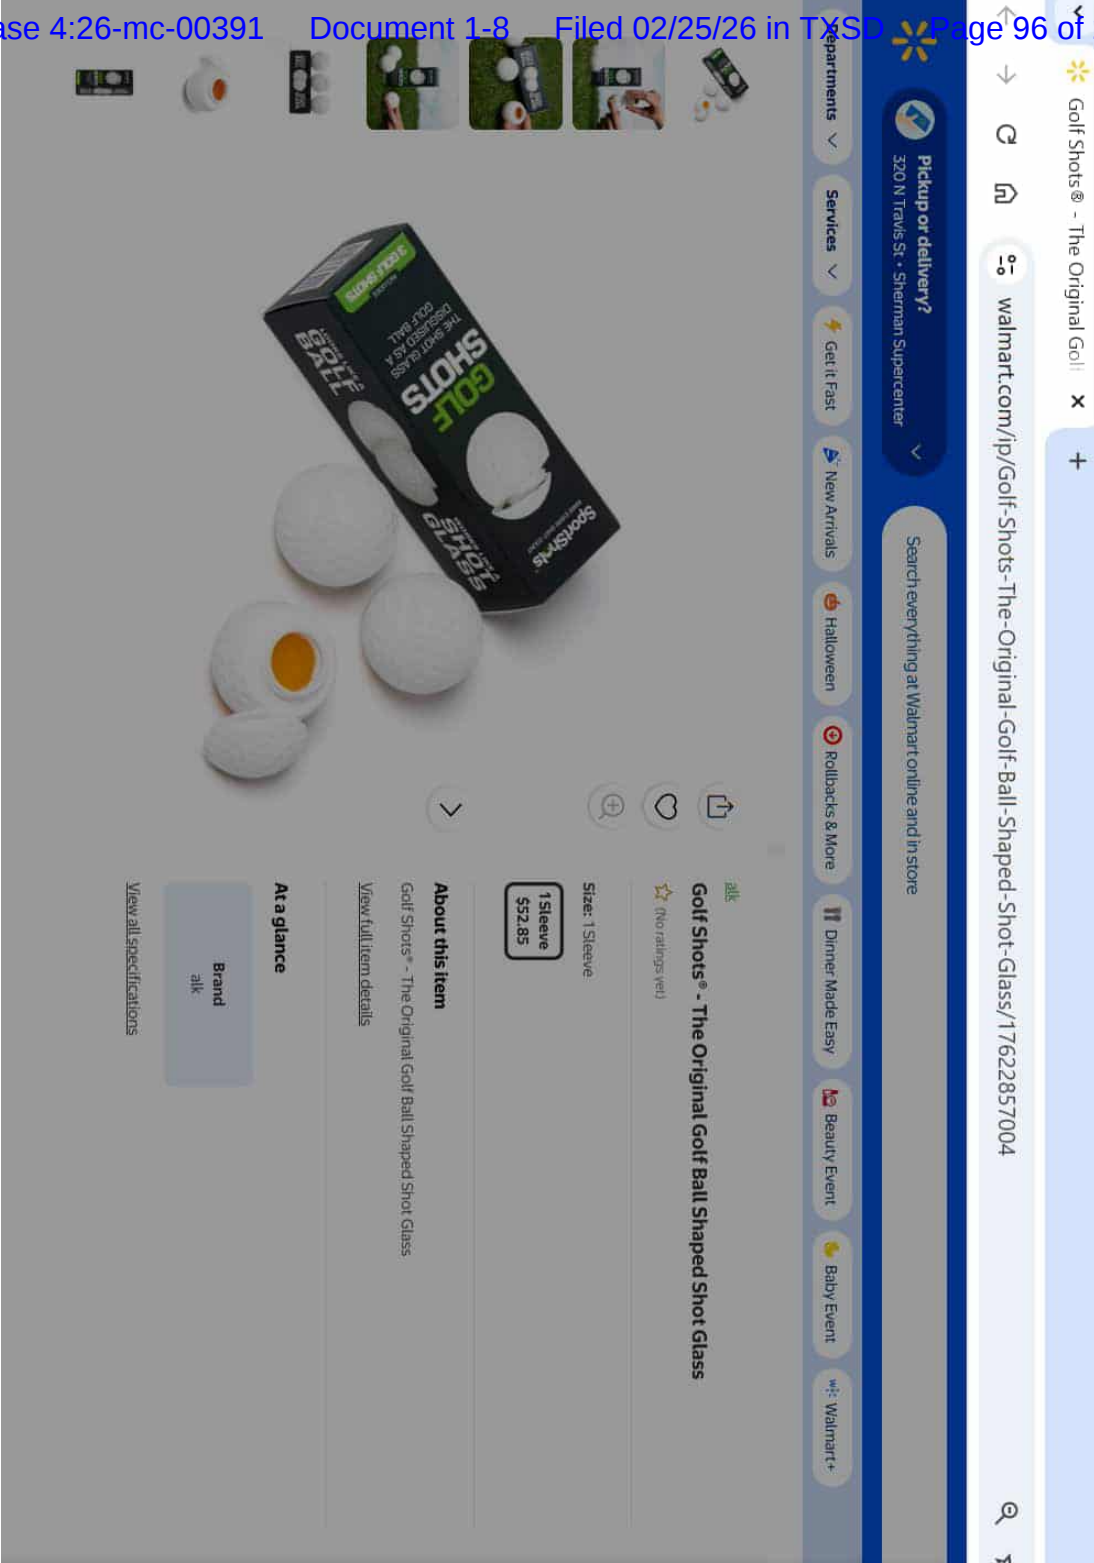 ase 4:26-mc-00391 Document 1-8 Filed 02/25/26 in TXSD Page 96 of
Golf Shots® - The Original Golf
walmart.com/ip/Golf-Shots-The-Original-Golf-Ball-Shaped-Shot-Glass/17622857004
Pickup or delivery?
320 N Travis St • Sherman Supercenter
Search everything at Walmart online and in store
epartments
Services
Get it Fast
New Arrivals
Halloween
Rollbacks & More
Dinner Made Easy
Beauty Event
Baby Event
Walmart+
alk
Golf Shots® - The Original Golf Ball Shaped Shot Glass
(No ratings yet)
Size: 1 Sleeve
1 Sleeve
$52.85
About this item
Golf Shots® - The Original Golf Ball Shaped Shot Glass
View full item details
At a glance
Brand
alk
View all specifications
SportShots
GOLF
SHOTS
THE SHOT GLASS
DISGUISED AS A
GOLF BALL
INCLUDES
3 GOLF SHOTS
LOOKS LIKE A
GOLF
BALL
SHOT
GLASS